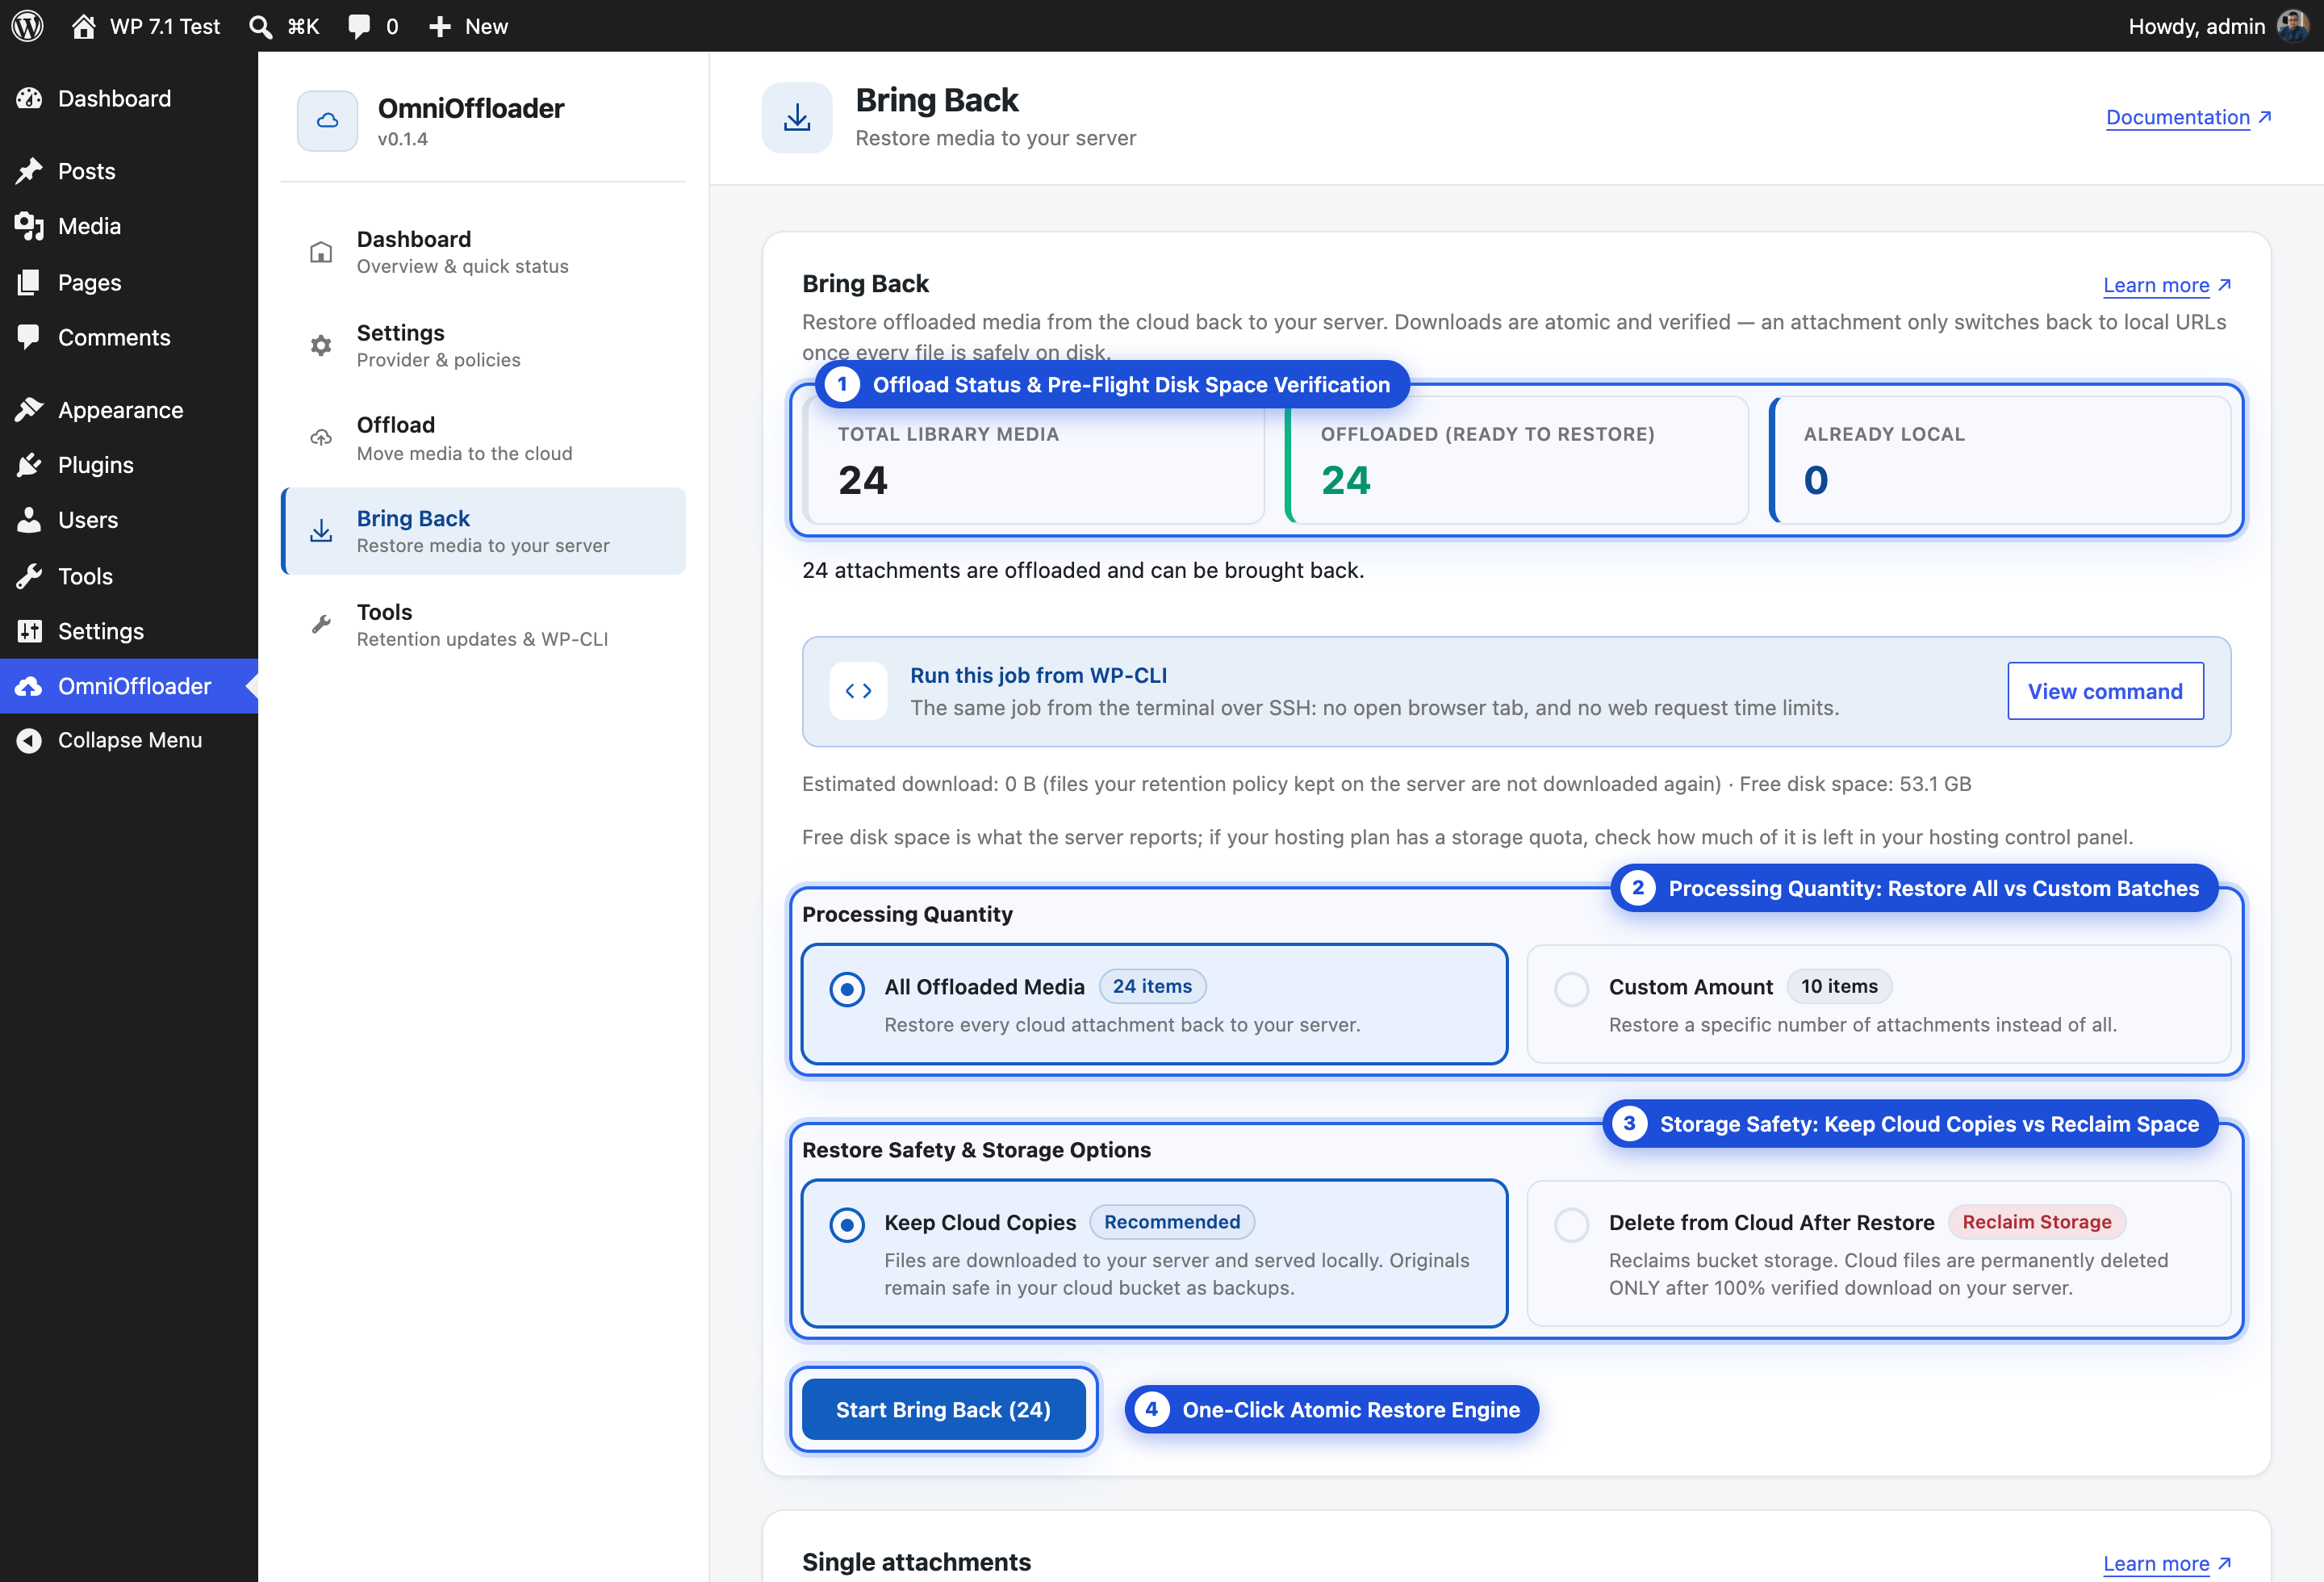 WP 7.1 Test
⌘K
0
New
Howdy, admin
Dashboard
Posts
Media
Pages
Comments
Appearance
Plugins
Users
Tools
Settings
OmniOffloader
Collapse Menu
OmniOffloader
v0.1.4
Dashboard
Overview & quick status
Settings
Provider & policies
Offload
Move media to the cloud
Bring Back
Restore media to your server
Tools
Retention updates & WP-CLI
Bring Back
Restore media to your server
Documentation ↗
Bring Back
Learn more ↗
Restore offloaded media from the cloud back to your server. Downloads are atomic and verified — an attachment only switches back to local URLs
once every file is safely on disk.
1 Offload Status & Pre-Flight Disk Space Verification
TOTAL LIBRARY MEDIA
24
OFFLOADED (READY TO RESTORE)
24
ALREADY LOCAL
0
24 attachments are offloaded and can be brought back.
Run this job from WP-CLI
The same job from the terminal over SSH: no open browser tab, and no web request time limits.
View command
Estimated download: 0 B (files your retention policy kept on the server are not downloaded again) · Free disk space: 53.1 GB
Free disk space is what the server reports; if your hosting plan has a storage quota, check how much of it is left in your hosting control panel.
2 Processing Quantity: Restore All vs Custom Batches
Processing Quantity
All Offloaded Media 24 items
Restore every cloud attachment back to your server.
Custom Amount 10 items
Restore a specific number of attachments instead of all.
3 Storage Safety: Keep Cloud Copies vs Reclaim Space
Restore Safety & Storage Options
Keep Cloud Copies Recommended
Files are downloaded to your server and served locally. Originals
remain safe in your cloud bucket as backups.
Delete from Cloud After Restore Reclaim Storage
Reclaims bucket storage. Cloud files are permanently deleted
ONLY after 100% verified download on your server.
Start Bring Back (24)
4 One-Click Atomic Restore Engine
Single attachments
Learn more ↗